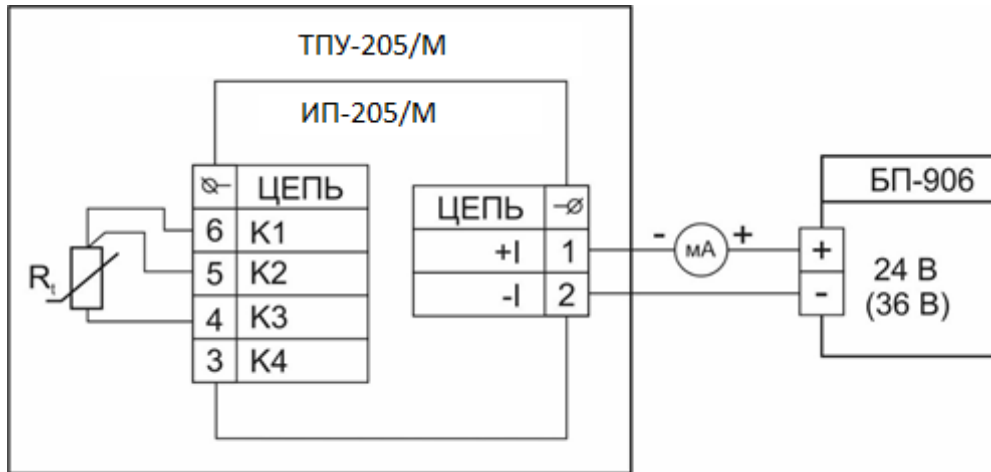 ТПУ-205/М
ИП-205/М
ЦЕПЬ
6 К1
5 К2
4 К3
3 К4
Rt
ЦЕПЬ
+I 1
-I 2
- мА +
БП-906
+
-
24 В
(36 В)